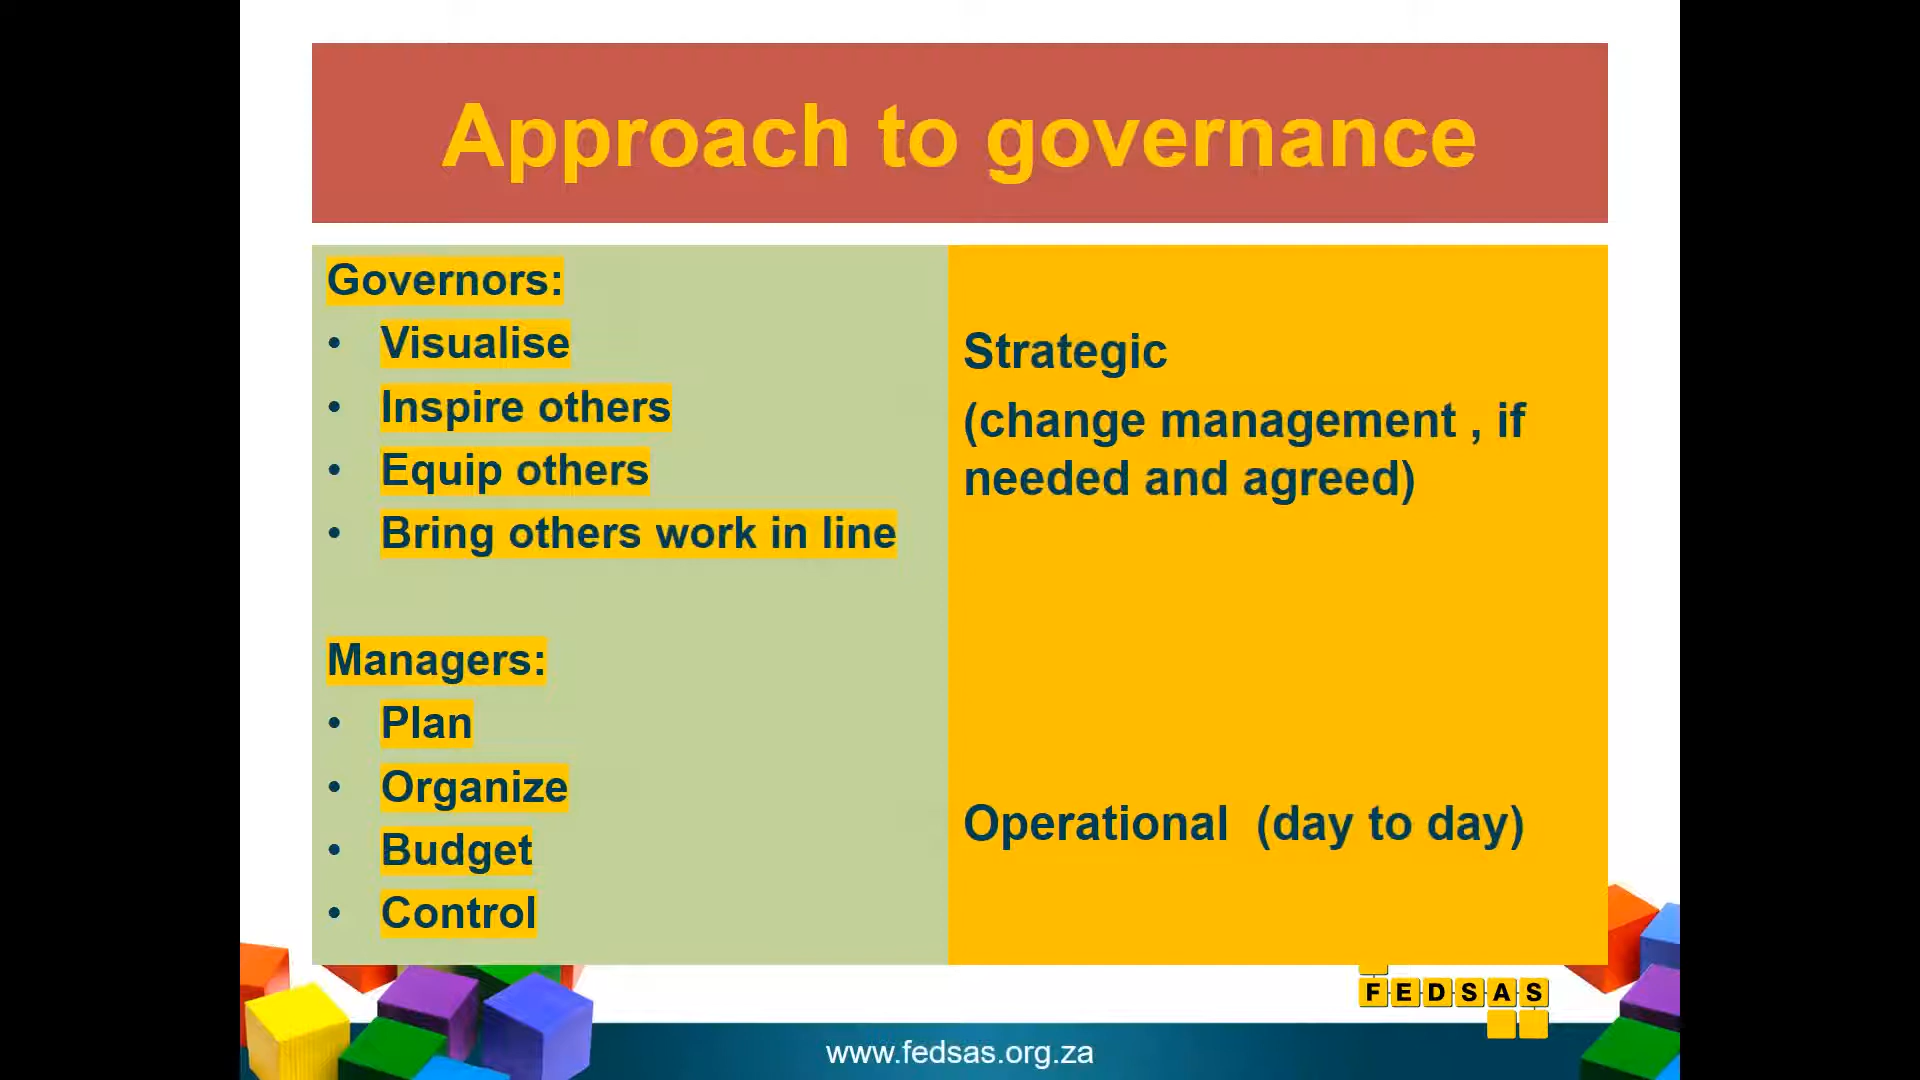 Approach to governance
Governors:
• Visualise
• Inspire others
• Equip others
• Bring others work in line
Managers:
• Plan
• Organize
• Budget
• Control
Strategic
(change management , if
needed and agreed)
Operational  (day to day)
FEDSAS
www.fedsas.org.za